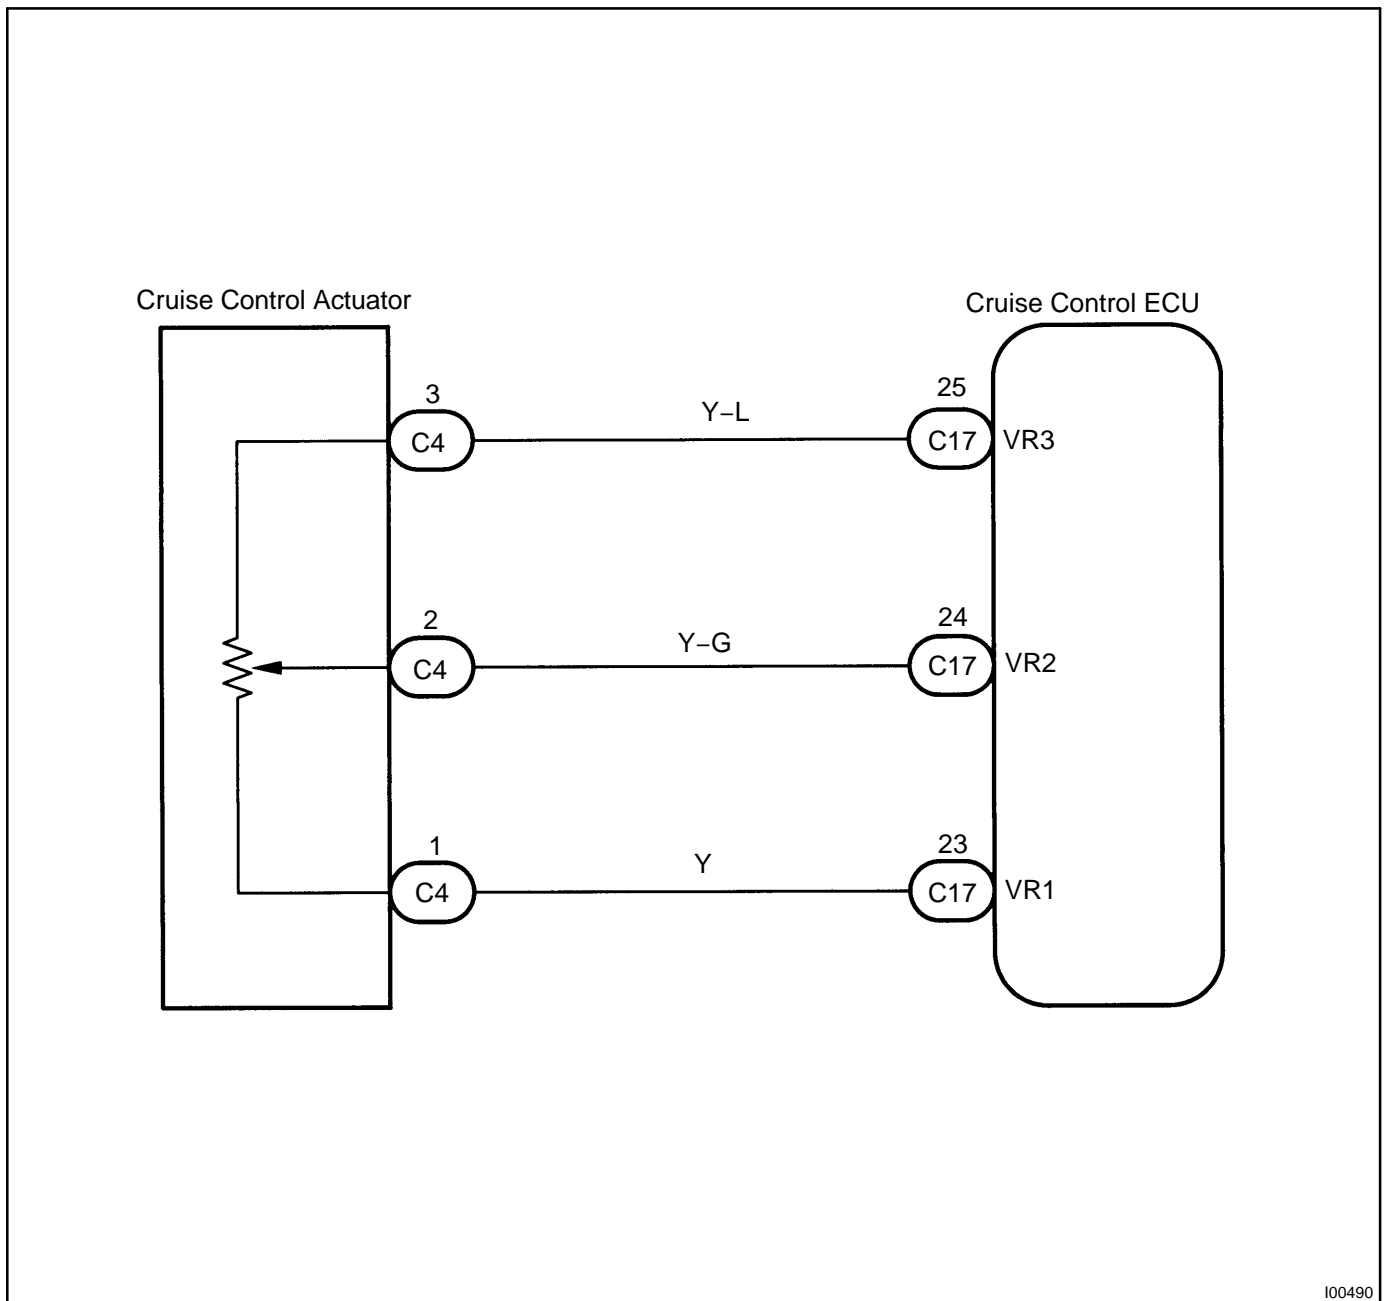 Cruise Control Actuator
Cruise Control ECU
3
C4
Y–L
25
C17
VR3
2
C4
Y–G
24
C17
VR2
1
C4
Y
23
C17
VR1
I00490